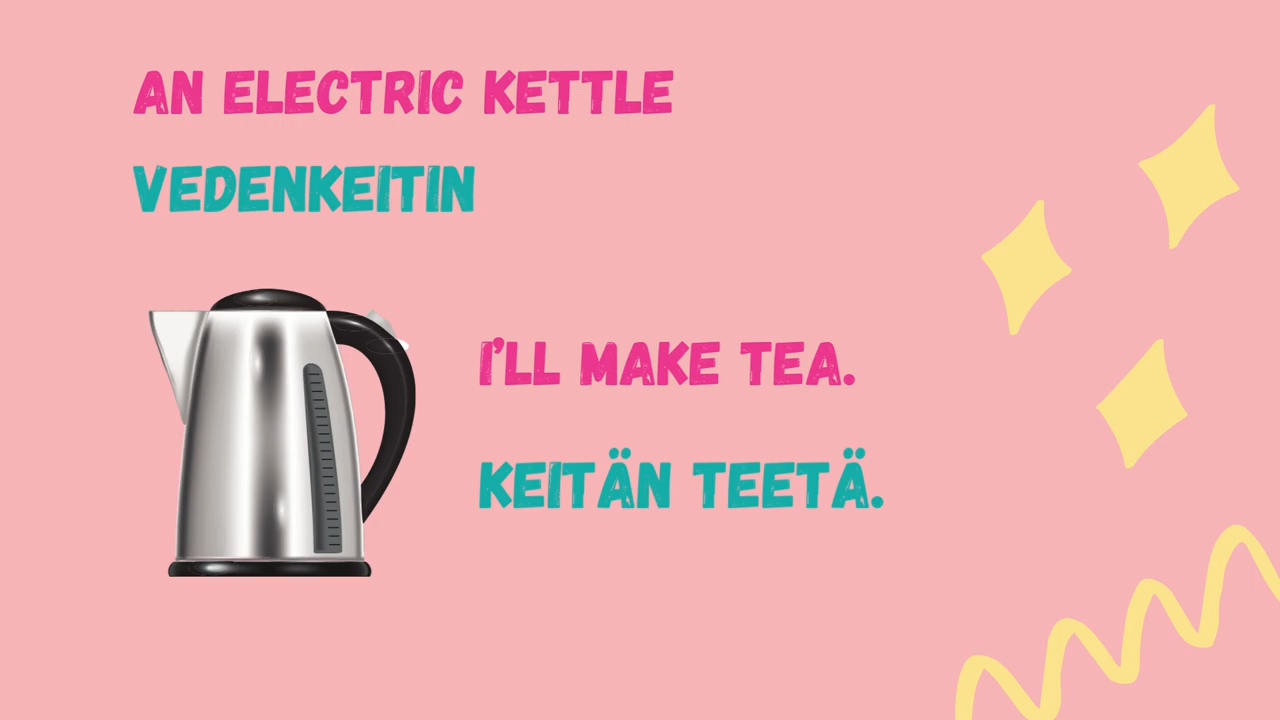 AN ELECTRIC KETTLE
VEDENKEITIN
I'LL MAKE TEA.
KEITÄN TEETÄ.